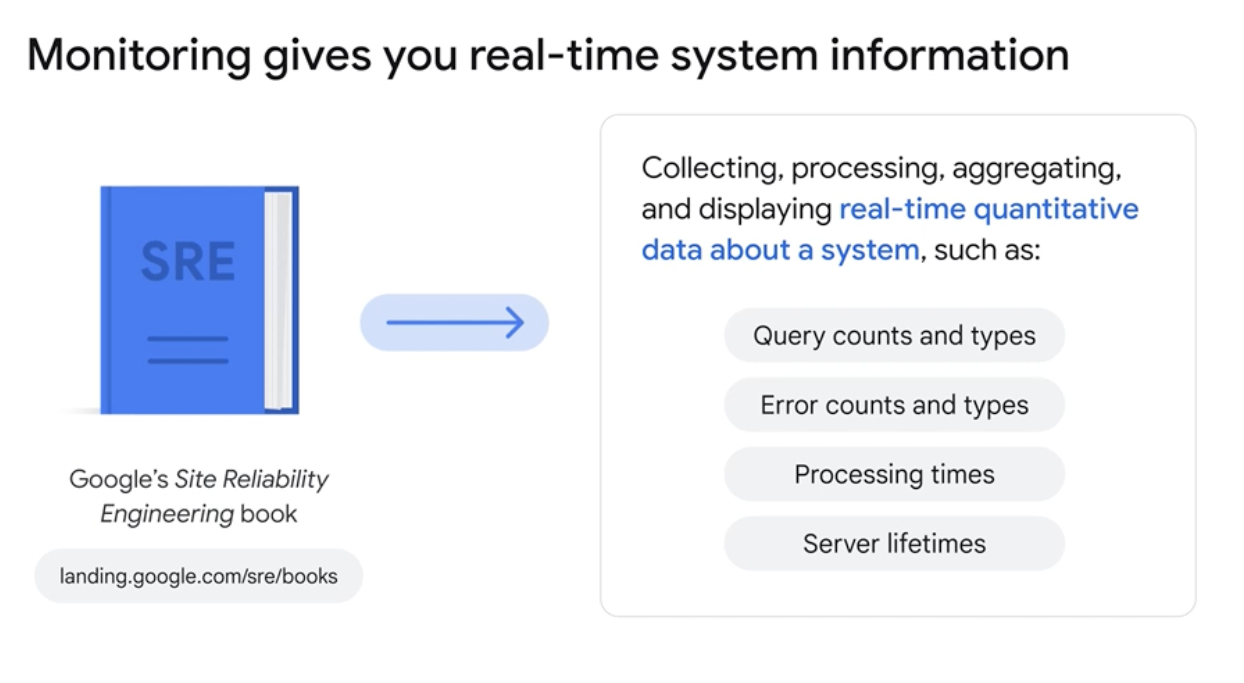 Monitoring gives you real-time system information
SRE
Google's Site Reliability
Engineering book
landing.google.com/sre/books
Collecting, processing, aggregating,
and displaying real-time quantitative
data about a system, such as:
Query counts and types
Error counts and types
Processing times
Server lifetimes